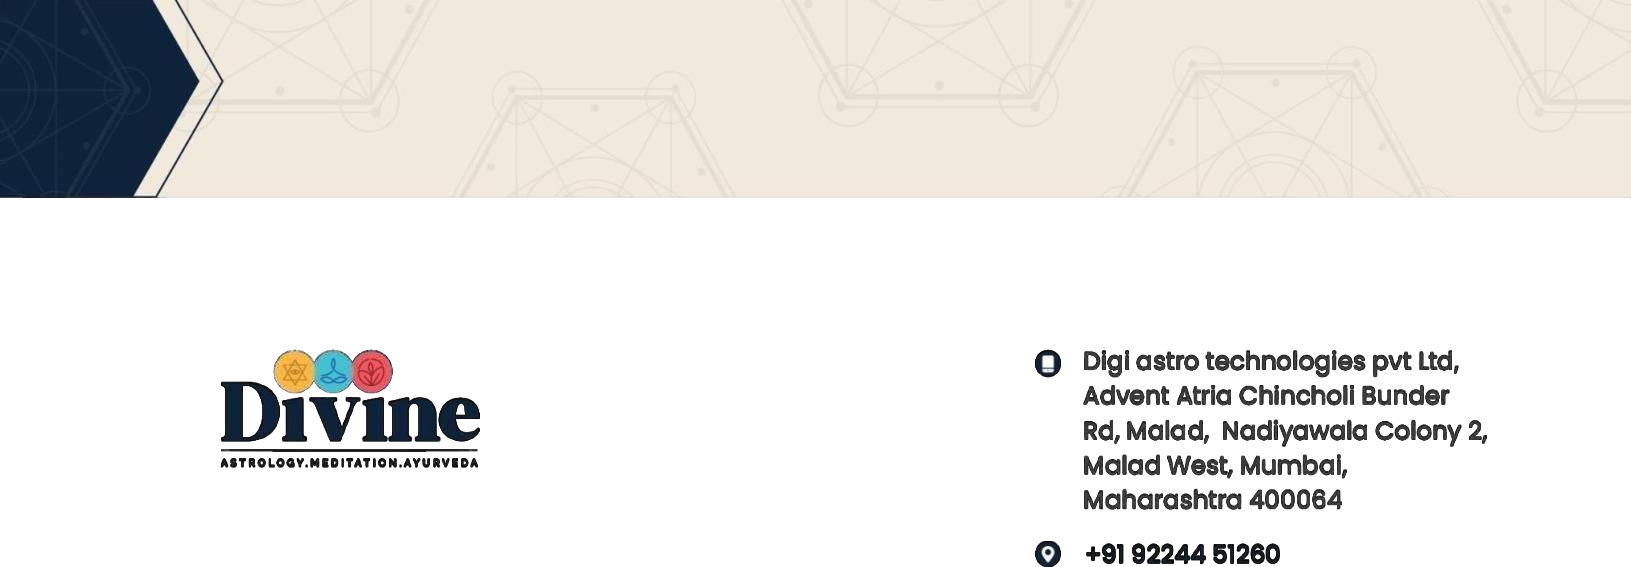 Divine
ASTROLOGY.MEDITATION.AYURVEDA
Digi astro technologies pvt Ltd,
Advent Atria Chincholi Bunder
Rd, Malad, Nadiyawala Colony 2,
Malad West, Mumbai,
Maharashtra 400064
+91 92244 51260